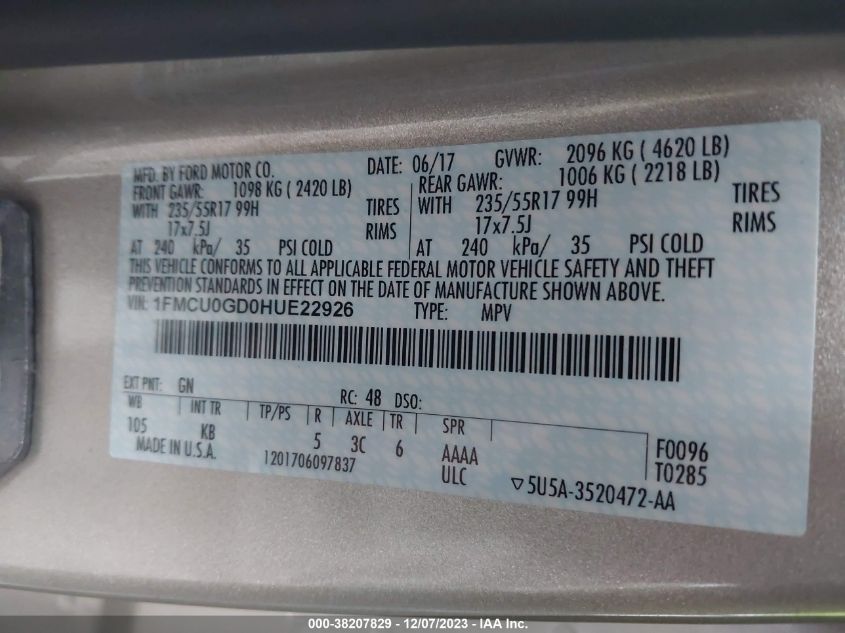 MFD. BY FORD MOTOR CO. DATE: 06/17 GVWR: 2096 KG ( 4620 LB)
FRONT GAWR: 1098 KG ( 2420 LB) REAR GAWR: 1006 KG ( 2218 LB)
WITH 235/55R17 99H TIRES WITH 235/55R17 99H TIRES
17x7.5J RIMS 17x7.5J RIMS
AT 240 kPa/ 35 PSI COLD AT 240 kPa/ 35 PSI COLD
THIS VEHICLE CONFORMS TO ALL APPLICABLE FEDERAL MOTOR VEHICLE SAFETY AND THEFT
PREVENTION STANDARDS IN EFFECT ON THE DATE OF MANUFACTURE SHOWN ABOVE.
VIN: 1FMCU0GD0HUE22926 TYPE: MPV
EXT PNT: GN RC: 48 DSO:
WB INT TR TP/PS R AXLE TR SPR
105 KB 5 3C 6 AAAA F0096
MADE IN U.S.A. 1201706097837 ULC T0285
▽5U5A-3520472-AA
000-38207829 - 12/07/2023 - IAA Inc.